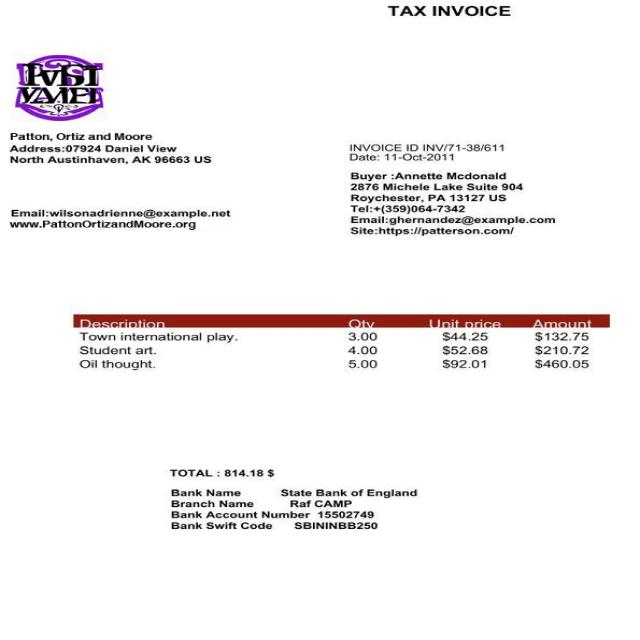 TAX INVOICE
Patton, Ortiz and Moore
Address:07924 Daniel View
North Austinhaven, AK 96663 US
Email:wilsonadrienne@example.net
www.PattonOrtizandMoore.org
INVOICE ID INV/71-38/611
Date: 11-Oct-2011
Buyer :Annette Mcdonald
2876 Michele Lake Suite 904
Roychester, PA 13127 US
Tel:+(359)064-7342
Email:ghernandez@example.com
Site:https://patterson.com/
Description Qty Unit price Amount
Town international play. 3.00 $44.25 $132.75
Student art. 4.00 $52.68 $210.72
Oil thought. 5.00 $92.01 $460.05
TOTAL : 814.18 $
Bank Name State Bank of England
Branch Name Raf CAMP
Bank Account Number 15502749
Bank Swift Code SBININBB250